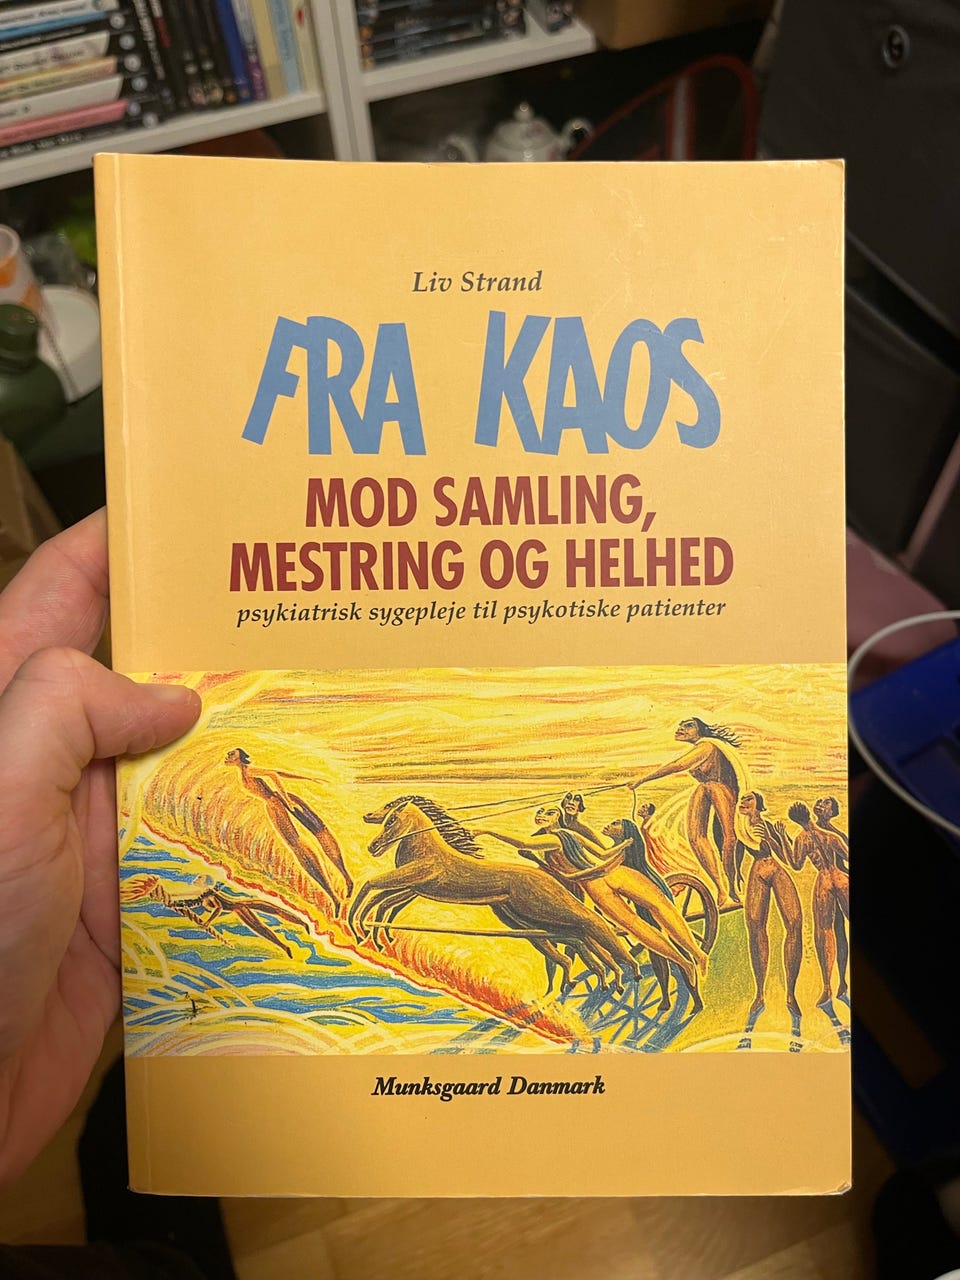 Liv Strand
FRA KAOS
MOD SAMLING,
MESTRING OG HELHED
psykiatrisk sygepleje til psykotiske patienter
Munksgaard Danmark